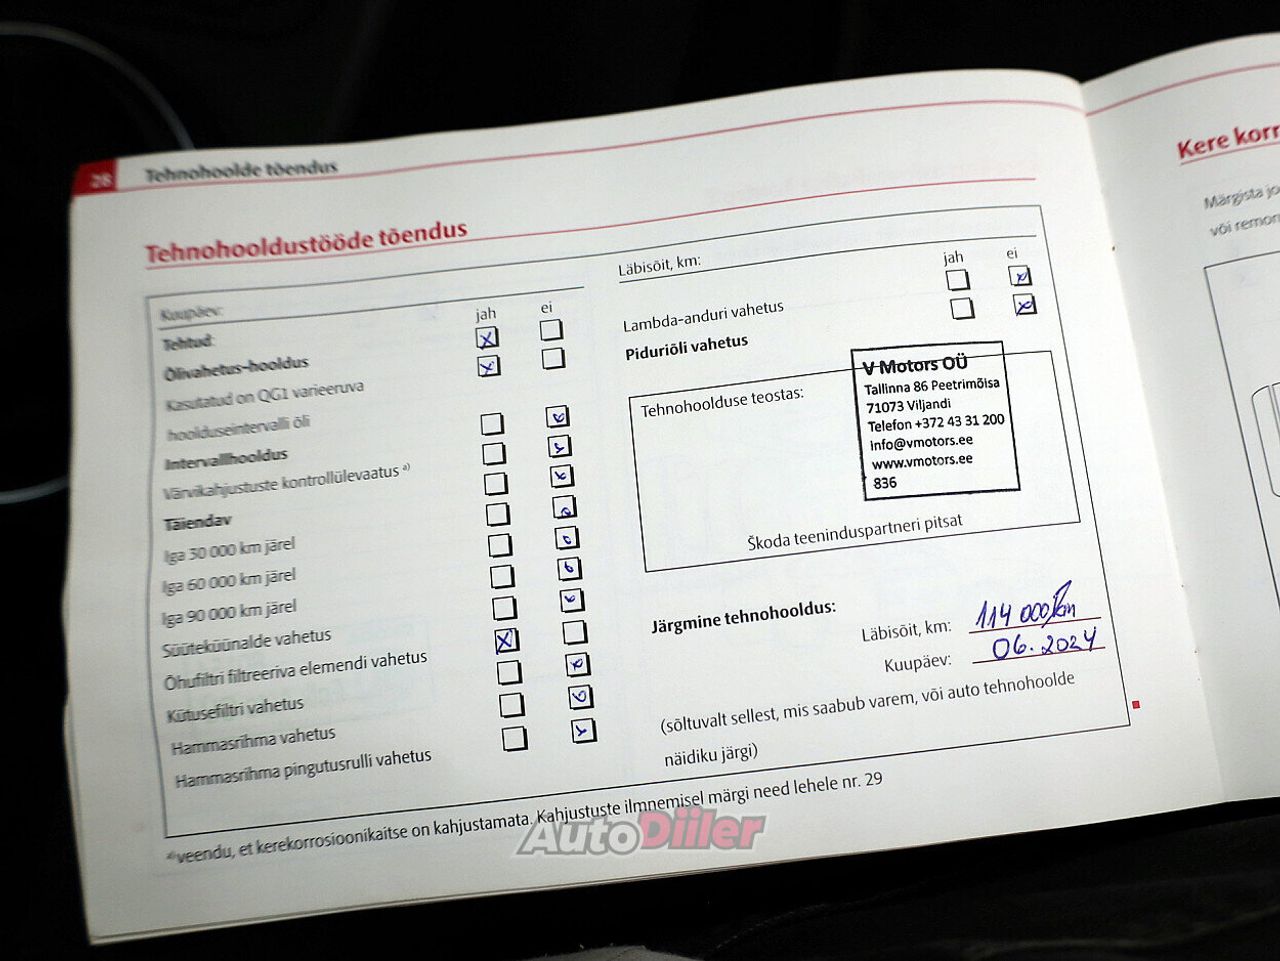 28 Tehnohoolde tõendus
Tehnohooldustööde tõendus
Kuupäev:
jah ei
Tehtud:
Õlivahetus-hooldus
Kasutatud on QG1 varieeruva
hoolduseintervalli õli
Intervallhooldus
Värvikahjustuste kontrollülevaatus a)
Täiendav
Iga 30 000 km järel
Iga 60 000 km järel
Iga 90 000 km järel
Süüteküünalde vahetus
Õhufiltri filtreeriva elemendi vahetus
Kütusefiltri vahetus
Hammasrihma vahetus
Hammasrihma pingutusrulli vahetus
Läbisõit, km:
jah ei
Lambda-anduri vahetus
Piduriõli vahetus
Tehnohoolduse teostas:
V Motors OÜ
Tallinna 86 Peetrimõisa
71073 Viljandi
Telefon +372 43 31 200
info@vmotors.ee
www.vmotors.ee
836
Škoda teeninduspartneri pitsat
Järgmine tehnohooldus:
Läbisõit, km: 114 000km
Kuupäev: 06.2024
(sõltuvalt sellest, mis saabub varem, või auto tehnohoolde
näidiku järgi)
a) veendu, et kerekorrosioonikaitse on kahjustamata. Kahjustuste ilmnemisel märgi need lehele nr. 29
AutoDiiler
Kere korr
Märgista jo
või remon